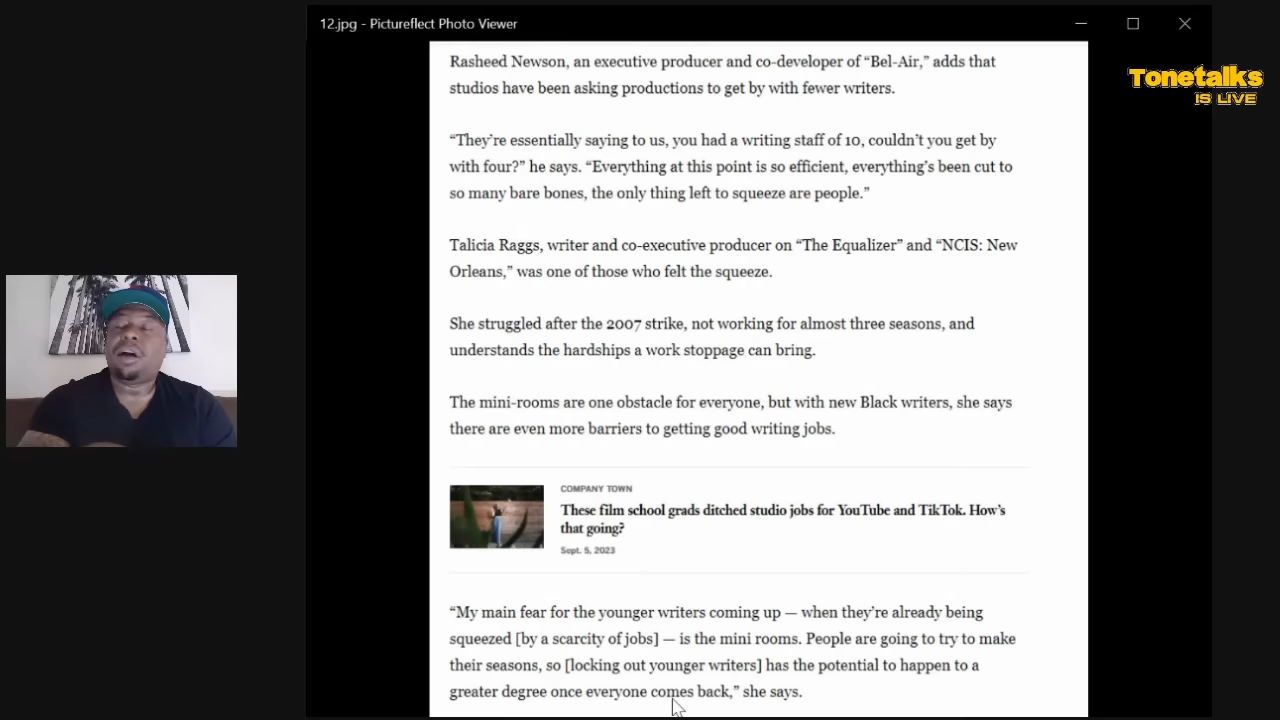 12.jpg - Pictureflect Photo Viewer
Rasheed Newson, an executive producer and co-developer of “Bel-Air,” adds that
studios have been asking productions to get by with fewer writers.
“They’re essentially saying to us, you had a writing staff of 10, couldn’t you get by
with four?” he says. “Everything at this point is so efficient, everything’s been cut to
so many bare bones, the only thing left to squeeze are people.”
Talicia Raggs, writer and co-executive producer on “The Equalizer” and “NCIS: New
Orleans,” was one of those who felt the squeeze.
She struggled after the 2007 strike, not working for almost three seasons, and
understands the hardships a work stoppage can bring.
The mini-rooms are one obstacle for everyone, but with new Black writers, she says
there are even more barriers to getting good writing jobs.
COMPANY TOWN
These film school grads ditched studio jobs for YouTube and TikTok. How’s
that going?
Sept. 5, 2023
“My main fear for the younger writers coming up — when they’re already being
squeezed [by a scarcity of jobs] — is the mini rooms. People are going to try to make
their seasons, so [locking out younger writers] has the potential to happen to a
greater degree once everyone comes back,” she says.
Tonetalks
IS LIVE